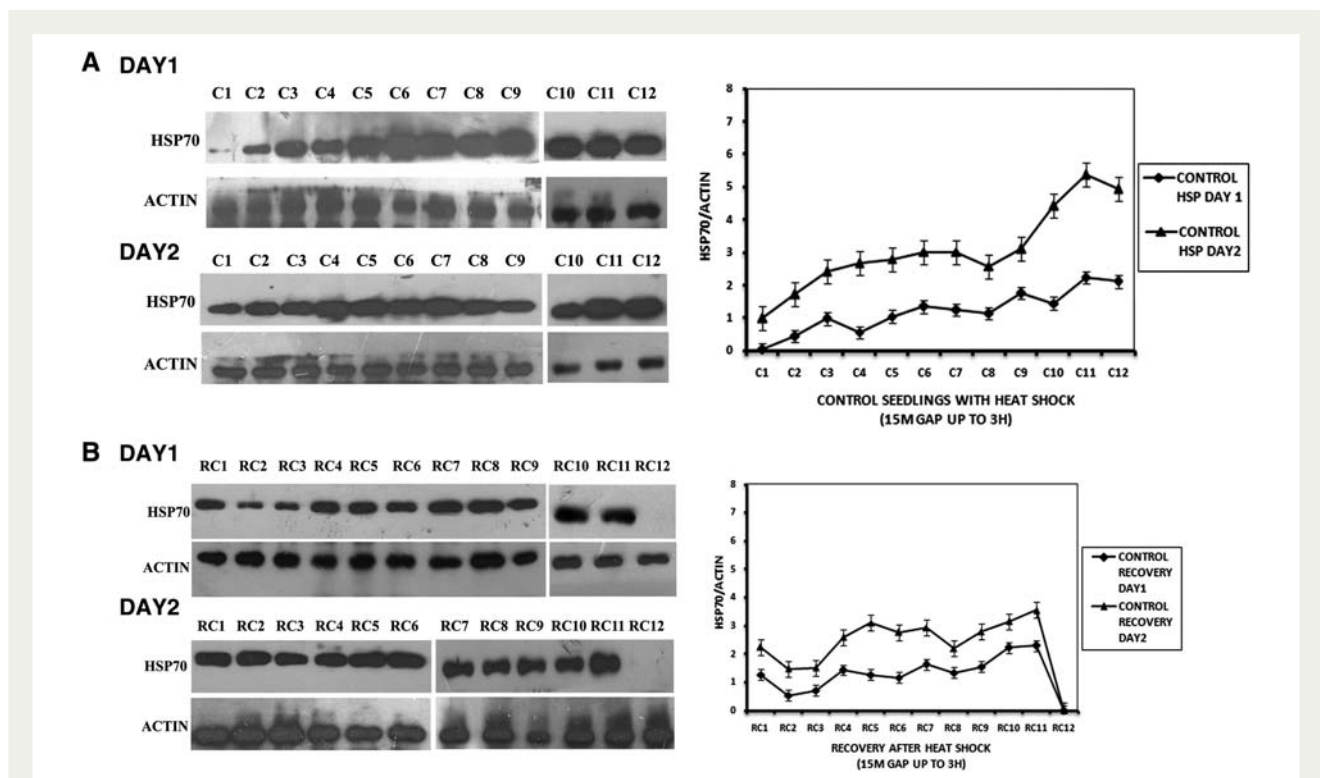 A DAY1
C1 C2 C3 C4 C5 C6 C7 C8 C9 C10 C11 C12
HSP70
ACTIN
DAY2
C1 C2 C3 C4 C5 C6 C7 C8 C9 C10 C11 C12
HSP70
ACTIN
8
7
6
5
4
3
2
1
0
HSP70/ACTIN
C1 C2 C3 C4 C5 C6 C7 C8 C9 C10 C11 C12
CONTROL SEEDLINGS WITH HEAT SHOCK
(15M GAP UP TO 3H)
CONTROL
HSP DAY 1
CONTROL
HSP DAY2
B DAY1
RC1 RC2 RC3 RC4 RC5 RC6 RC7 RC8 RC9 RC10 RC11 RC12
HSP70
ACTIN
DAY2
RC1 RC2 RC3 RC4 RC5 RC6 RC7 RC8 RC9 RC10 RC11 RC12
HSP70
ACTIN
8
7
6
5
4
3
2
1
0
HSP70/ACTIN
RC1 RC2 RC3 RC4 RC5 RC6 RC7 RC8 RC9 RC10 RC11 RC12
RECOVERY AFTER HEAT SHOCK
(15M GAP UP TO 3H)
CONTROL
RECOVERY
DAY1
CONTROL
RECOVERY
DAY2